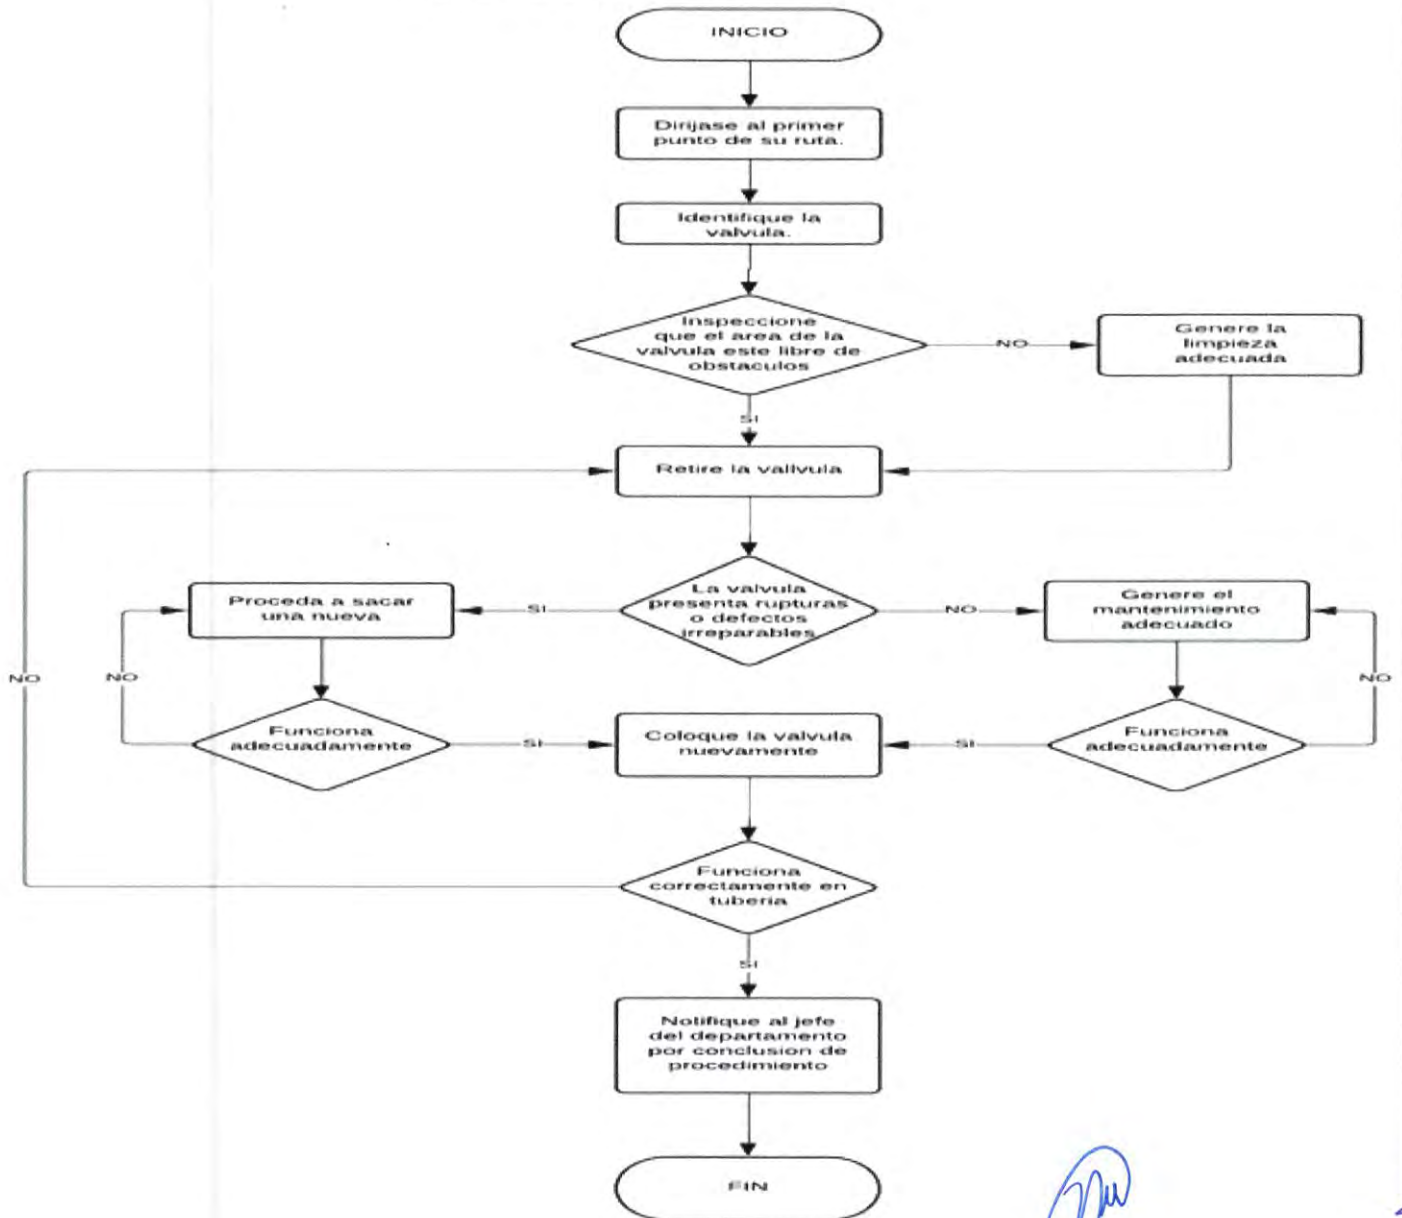 INICIO
Dirijase al primer
punto de su ruta.
Identifique la
valvula.
Inspeccione
que el area de la
valvula este libre de
obstaculos
NO
Genere la
limpieza
adecuada
SI
Retire la vallvula
La valvula
presenta rupturas
o defectos
irreparables
SI
Proceda a sacar
una nueva
NO
Genere el
mantenimiento
adecuado
NO
NO
NO
Funciona
adecuadamente
SI
Coloque la valvula
nuevamente
SI
Funciona
adecuadamente
Funciona
correctamente en
tuberia
SI
Notifique al jefe
del departamento
por conclusion de
procedimiento
FIN